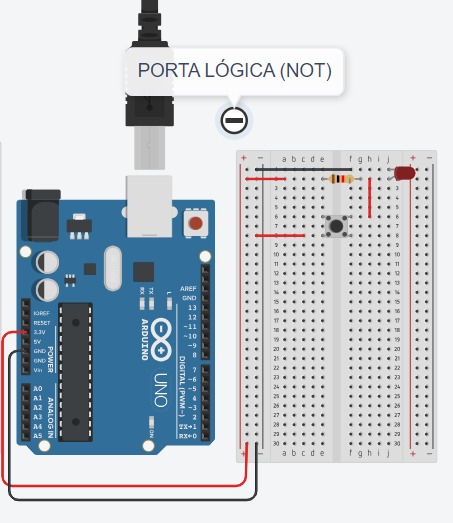 PORTA LÓGICA (NOT)
+ − a b c d e f g h i j + −
1
2
3
4
5
6
7
8
9
10
11
12
13
14
15
16
17
18
19
20
21
22
23
24
25
26
27
28
29
30
a b c d e f g h i j
+ − + −
AREF
GND
13
12
~11
~10
~9
8
7
~6
~5
4
~3
2
TX→1
RX←0
DIGITAL (PWM~)
IOREF
RESET
3.3V
5V
GND
GND
Vin
POWER
A0
A1
A2
A3
A4
A5
ANALOG IN
TX
RX
L
ARDUINO
UNO
ON